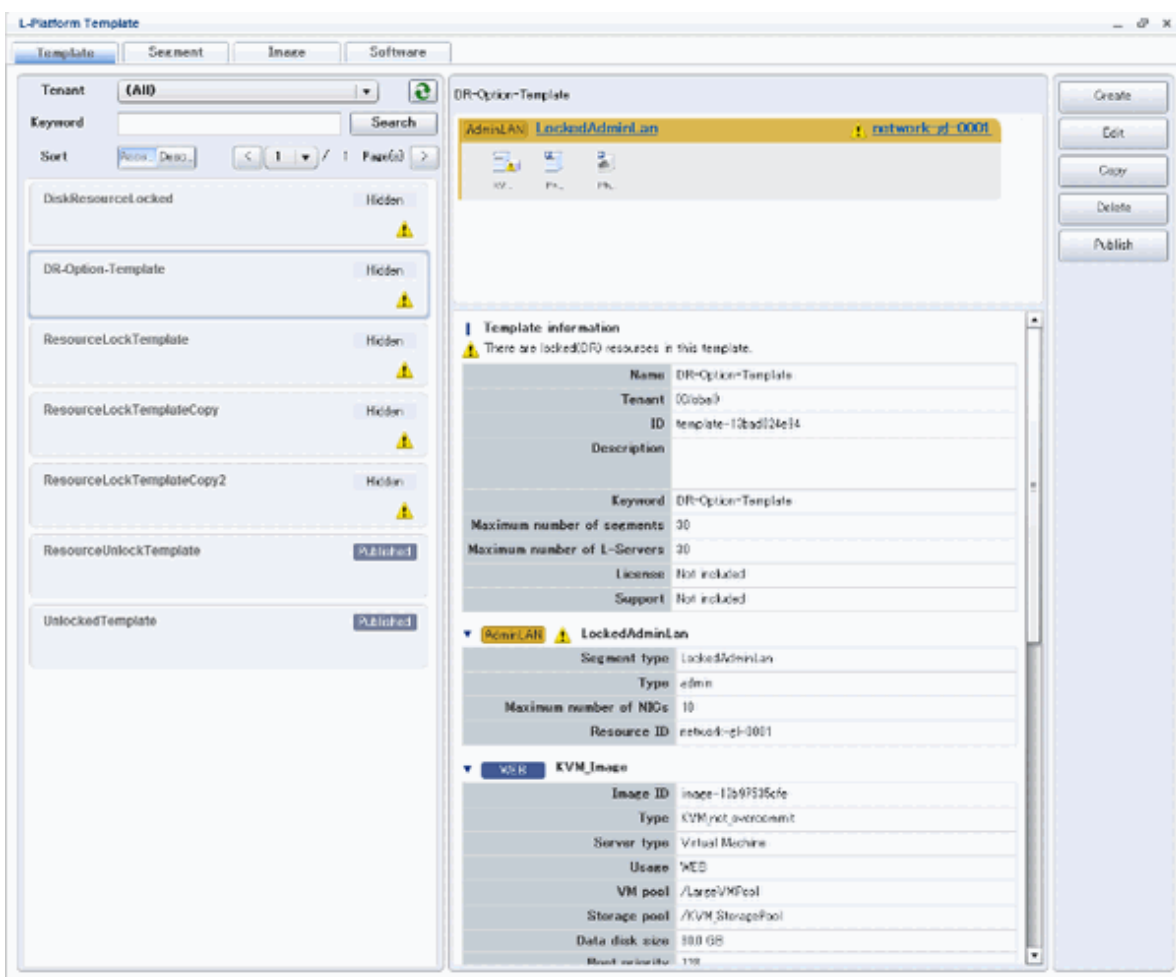 L-Platform Template
Template Segment Image Software
Tenant (All)
Keyword Search
Sort Desc.. < 1 / 1 Page(s) >
DiskResourceLocked Hidden
DR-Option-Template Hidden
ResourceLockTemplate Hidden
ResourceLockTemplateCopy Hidden
ResourceLockTemplateCopy2 Hidden
ResourceUnlockTemplate Published
UnlockedTemplate Published
DR-Option-Template
AdminLAN LockedAdminLan network-gl-0001
Template information
There are locked(DR) resources in this template.
Name DR-Option-Template
Tenant (Global)
ID
Description
Keyword DR-Option-Template
Maximum number of segments 30
Maximum number of L-Servers 30
License Not included
Support Not included
AdminLAN LockedAdminLan
Segment type LockedAdminLan
Type admin
Maximum number of NICs 10
Resource ID network-gl-0001
WEB KVM_Image
Image ID
Type KVM_not_overcommit
Server type Virtual Machine
Usage WEB
VM pool /LargeVMPool
Storage pool /KVM_StoragePool
Data disk size
Boot priority
Create
Edit
Copy
Delete
Publish